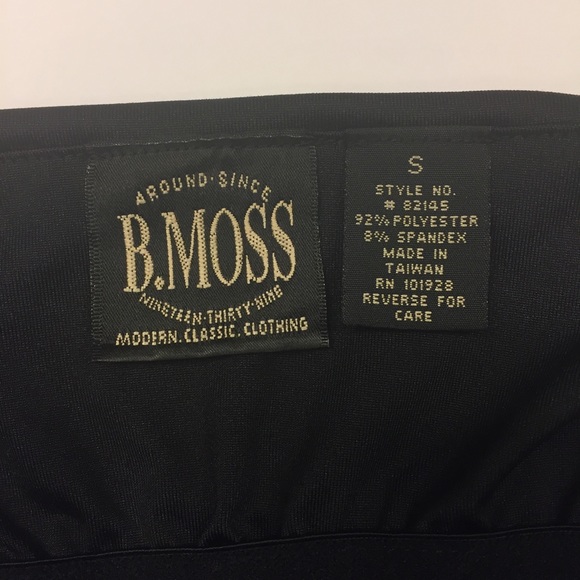 AROUND·SINCE
B.MOSS
NINETEEN·THIRTY·NINE
MODERN.CLASSIC.CLOTHING
S
STYLE NO.
# 82145
92% POLYESTER
8% SPANDEX
MADE IN
TAIWAN
RN 101928
REVERSE FOR
CARE